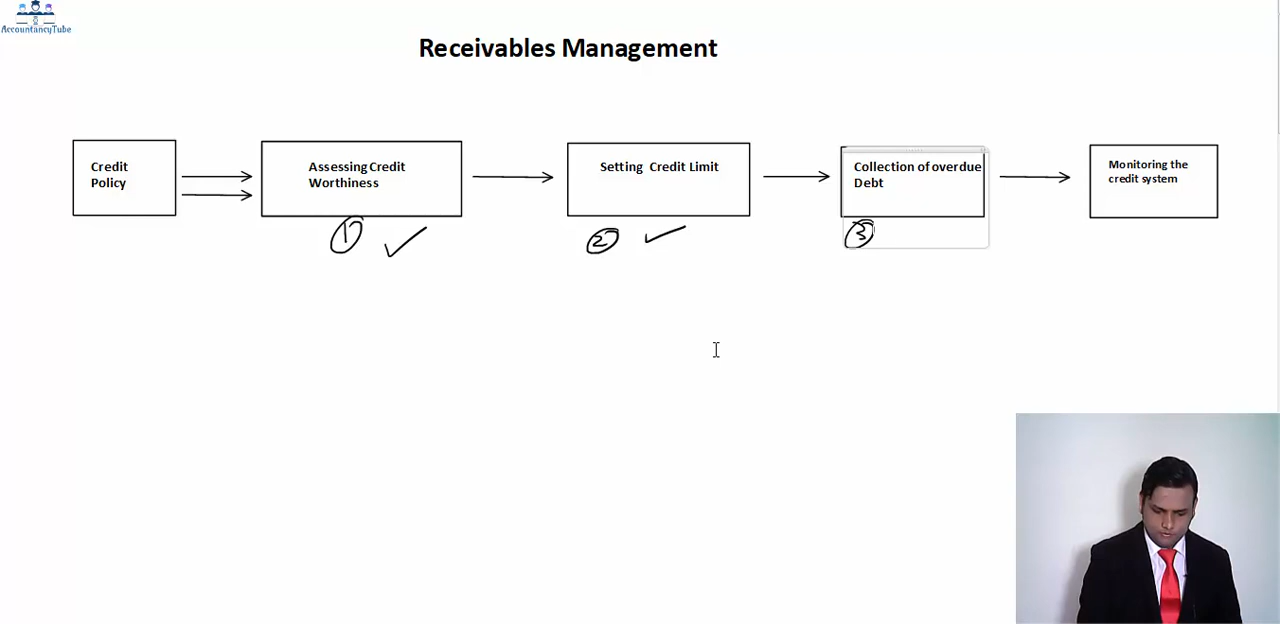 AccountancyTube
Receivables Management
Credit
Policy
Assessing Credit
Worthiness
Setting Credit Limit
Collection of overdue
Debt
Monitoring the
credit system
1
2
3